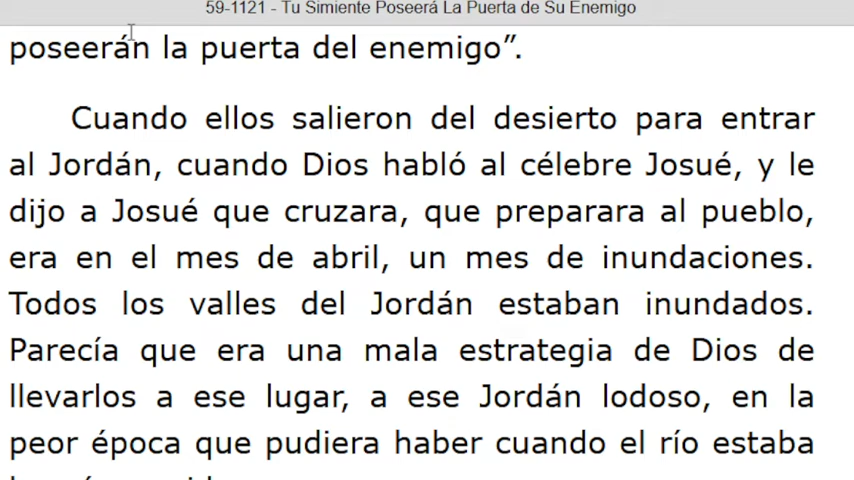 59-1121 - Tu Simiente Poseerá La Puerta de Su Enemigo
poseerán la puerta del enemigo”.
Cuando ellos salieron del desierto para entrar
al Jordán, cuando Dios habló al célebre Josué, y le
dijo a Josué que cruzara, que preparara al pueblo,
era en el mes de abril, un mes de inundaciones.
Todos los valles del Jordán estaban inundados.
Parecía que era una mala estrategia de Dios de
llevarlos a ese lugar, a ese Jordán lodoso, en la
peor época que pudiera haber cuando el río estaba